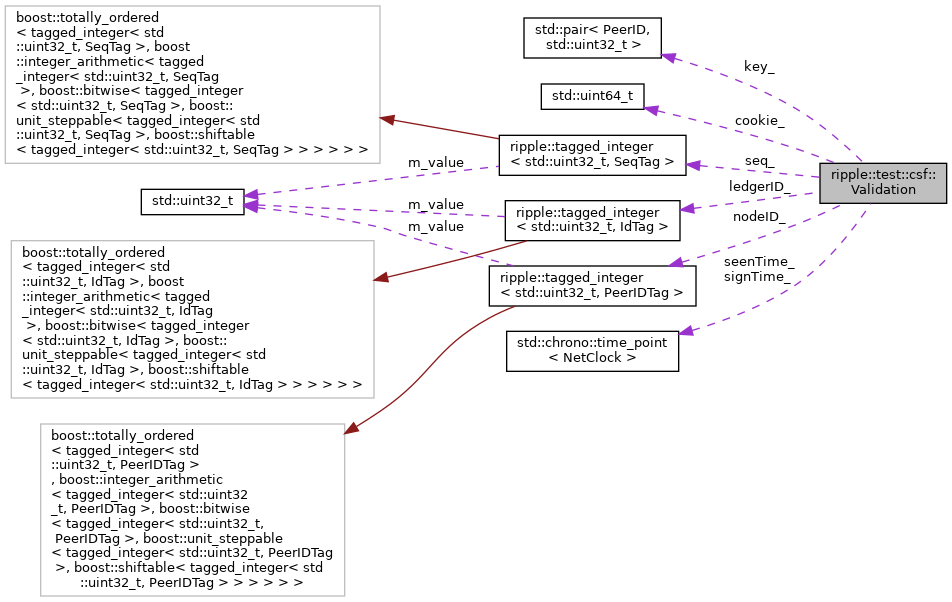 boost::totally_ordered
< tagged_integer< std
::uint32_t, SeqTag >, boost
::integer_arithmetic< tagged
_integer< std::uint32_t, SeqTag
>, boost::bitwise< tagged_integer
< std::uint32_t, SeqTag >, boost::
unit_steppable< tagged_integer< std
::uint32_t, SeqTag >, boost::shiftable
< tagged_integer< std::uint32_t, SeqTag > > > > > >
std::pair< PeerID,
std::uint32_t >
key_
std::uint64_t
cookie_
ripple::tagged_integer
< std::uint32_t, SeqTag >
seq_
m_value
ripple::test::csf::
Validation
std::uint32_t
ledgerID_
m_value
ripple::tagged_integer
< std::uint32_t, IdTag >
nodeID_
m_value
boost::totally_ordered
< tagged_integer< std
::uint32_t, IdTag >, boost
::integer_arithmetic< tagged
_integer< std::uint32_t, IdTag
>, boost::bitwise< tagged_integer
< std::uint32_t, IdTag >, boost::
unit_steppable< tagged_integer< std
::uint32_t, IdTag >, boost::shiftable
< tagged_integer< std::uint32_t, IdTag > > > > > >
ripple::tagged_integer
< std::uint32_t, PeerIDTag >
seenTime_
signTime_
std::chrono::time_point
< NetClock >
boost::totally_ordered
< tagged_integer< std
::uint32_t, PeerIDTag >
, boost::integer_arithmetic
< tagged_integer< std::uint32
_t, PeerIDTag >, boost::bitwise
< tagged_integer< std::uint32_t,
PeerIDTag >, boost::unit_steppable
< tagged_integer< std::uint32_t, PeerIDTag
>, boost::shiftable< tagged_integer< std
::uint32_t, PeerIDTag > > > > > >